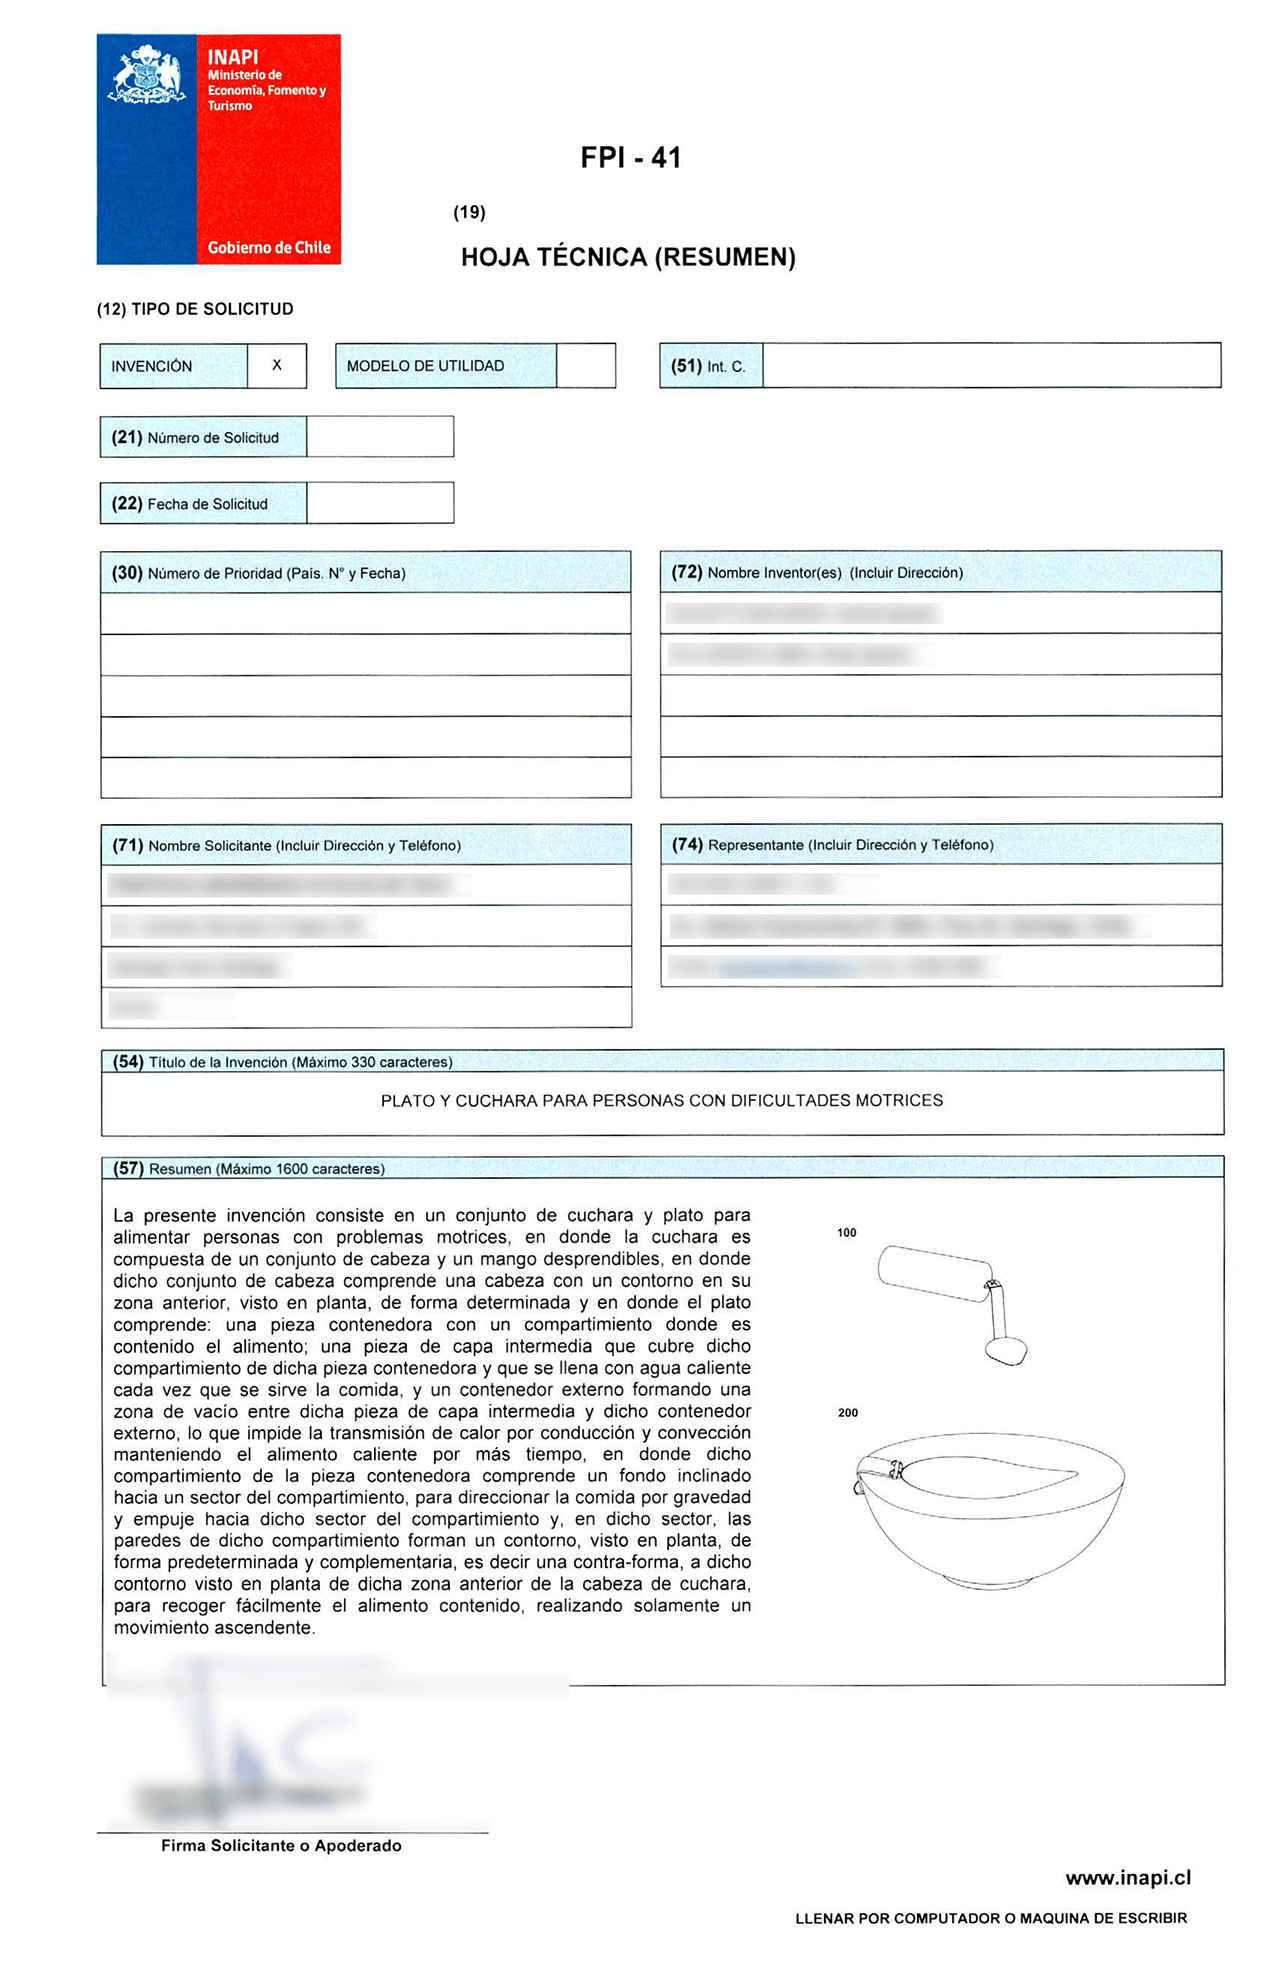 INAPI
Ministerio de
Economía, Fomento y
Turismo
Gobierno de Chile
FPI - 41
(19)
HOJA TÉCNICA (RESUMEN)
(12) TIPO DE SOLICITUD
INVENCIÓN X MODELO DE UTILIDAD (51) Int. C.
(21) Número de Solicitud
(22) Fecha de Solicitud
(30) Número de Prioridad (País. N° y Fecha)
(72) Nombre Inventor(es) (Incluir Dirección)
(71) Nombre Solicitante (Incluir Dirección y Teléfono)
(74) Representante (Incluir Dirección y Teléfono)
(54) Título de la Invención (Máximo 330 caracteres)
PLATO Y CUCHARA PARA PERSONAS CON DIFICULTADES MOTRICES
(57) Resumen (Máximo 1600 caracteres)
La presente invención consiste en un conjunto de cuchara y plato para
alimentar personas con problemas motrices, en donde la cuchara es
compuesta de un conjunto de cabeza y un mango desprendibles, en donde
dicho conjunto de cabeza comprende una cabeza con un contorno en su
zona anterior, visto en planta, de forma determinada y en donde el plato
comprende: una pieza contenedora con un compartimiento donde es
contenido el alimento; una pieza de capa intermedia que cubre dicho
compartimiento de dicha pieza contenedora y que se llena con agua caliente
cada vez que se sirve la comida, y un contenedor externo formando una
zona de vacío entre dicha pieza de capa intermedia y dicho contenedor
externo, lo que impide la transmisión de calor por conducción y convección
manteniendo el alimento caliente por más tiempo, en donde dicho
compartimiento de la pieza contenedora comprende un fondo inclinado
hacia un sector del compartimiento, para direccionar la comida por gravedad
y empuje hacia dicho sector del compartimiento y, en dicho sector, las
paredes de dicho compartimiento forman un contorno, visto en planta, de
forma predeterminada y complementaria, es decir una contra-forma, a dicho
contorno visto en planta de dicha zona anterior de la cabeza de cuchara,
para recoger fácilmente el alimento contenido, realizando solamente un
movimiento ascendente.
100
200
Firma Solicitante o Apoderado
www.inapi.cl
LLENAR POR COMPUTADOR O MAQUINA DE ESCRIBIR